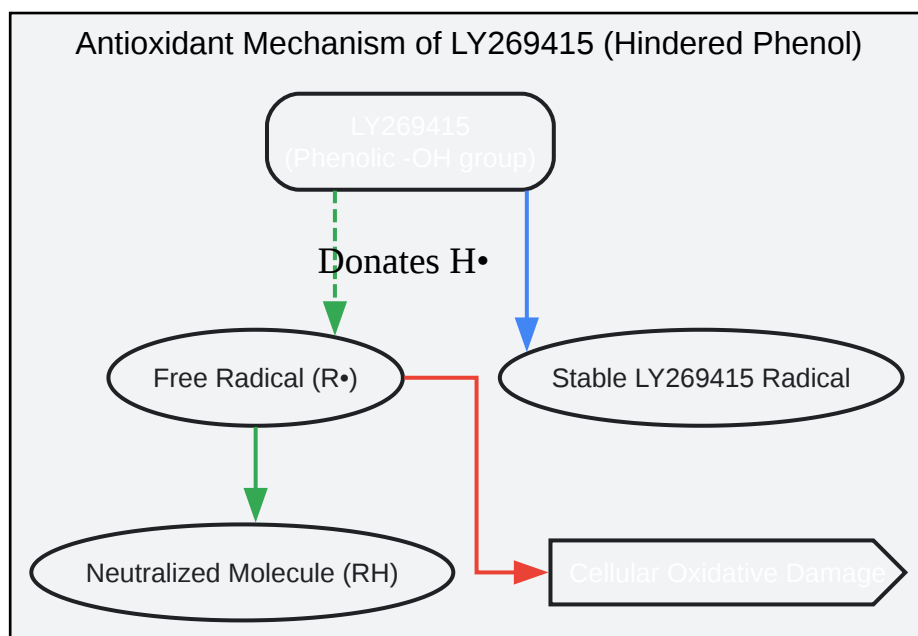 Antioxidant Mechanism of LY269415 (Hindered Phenol)
LY269415
(Phenolic -OH group)
Donates H•
Free Radical (R•)
Stable LY269415 Radical
Neutralized Molecule (RH)
Cellular Oxidative Damage